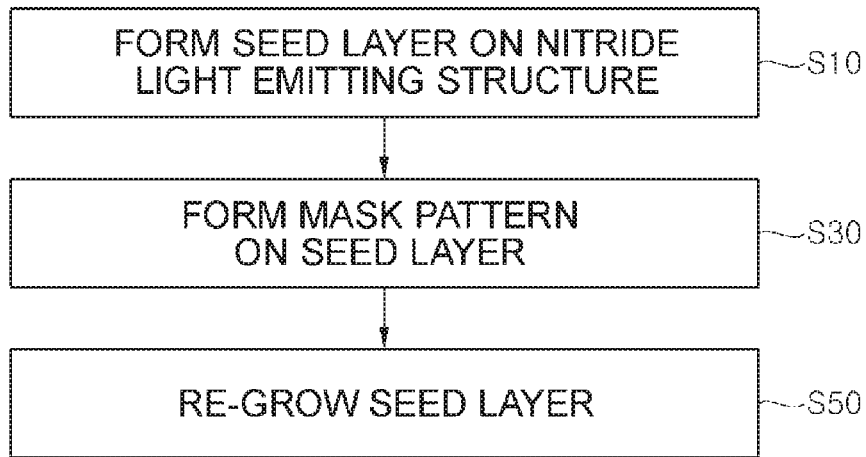 FORM SEED LAYER ON NITRIDE
LIGHT EMITTING STRUCTURE
S10
FORM MASK PATTERN
ON SEED LAYER
S30
RE-GROW SEED LAYER
S50